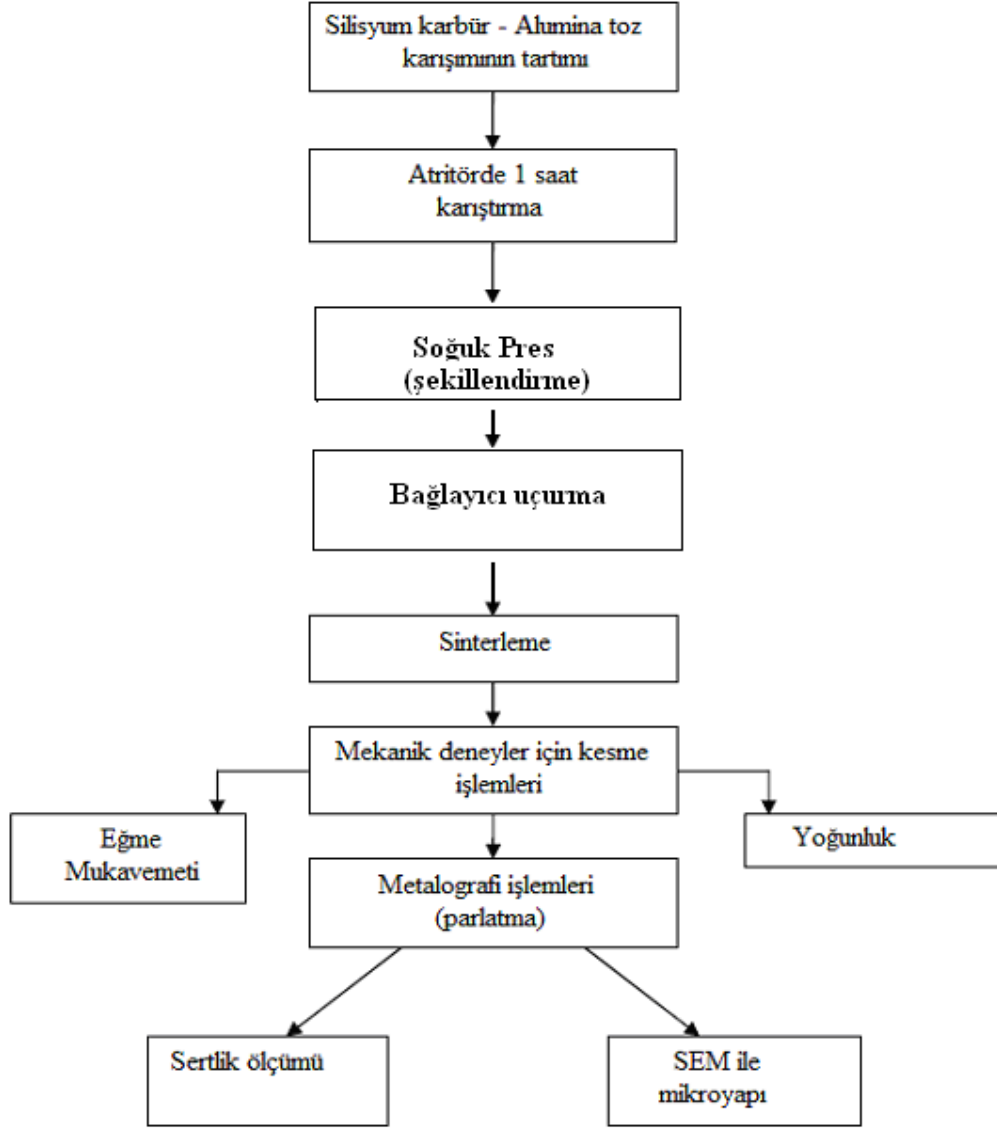 Silisyum karbür - Alumina toz
karışımının tartımı
Atritörde 1 saat
karıştırma
Soğuk Pres
(şekillendirme)
Bağlayıcı uçurma
Sinterleme
Mekanik deneyler için kesme
işlemleri
Eğme
Mukavemeti
Yoğunluk
Metalografi işlemleri
(parlatma)
Sertlik ölçümü
SEM ile
mikroyapı